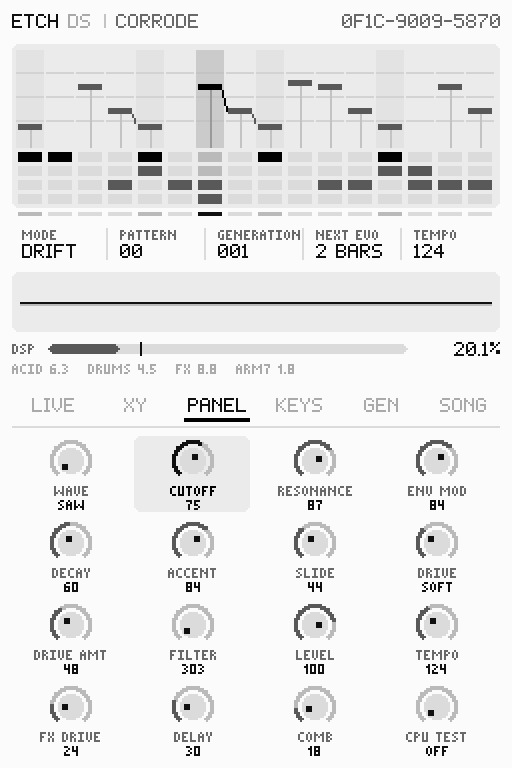 ETCH DS | CORRODE 0F1C-9009-5870
MODE PATTERN GENERATION NEXT EVO TEMPO
DRIFT 00 001 2 BARS 124
DSP 20.1%
ACID 6.3 DRUMS 4.5 FX 8.8 ARM7 1.8
LIVE XY PANEL KEYS GEN SONG
WAVE CUTOFF RESONANCE ENV MOD
SAW 75 87 84
DECAY ACCENT SLIDE DRIVE
60 84 44 SOFT
DRIVE AMT FILTER LEVEL TEMPO
48 303 100 124
FX DRIVE DELAY COMB CPU TEST
24 30 18 OFF